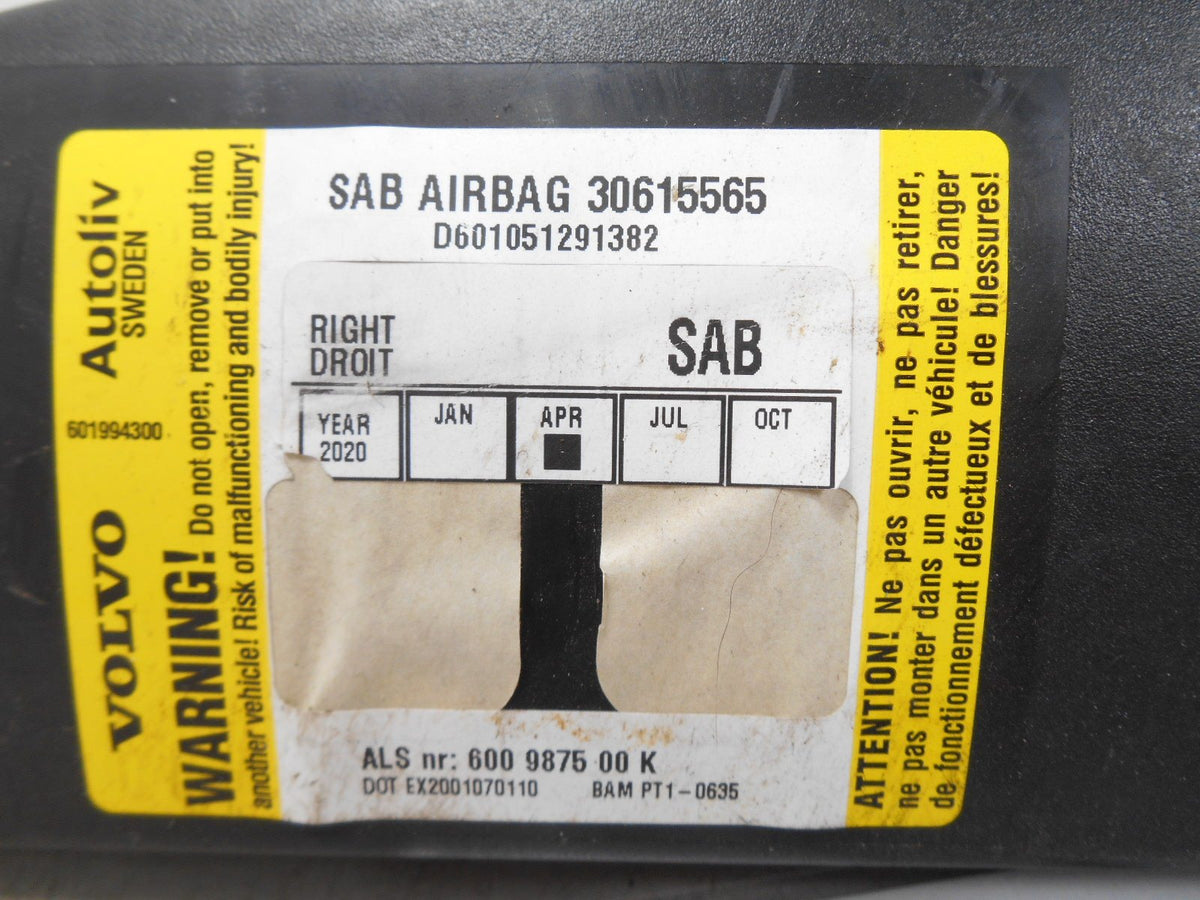 VOLVO Autoliv
SWEDEN
601994300
WARNING! Do not open, remove or put into
another vehicle! Risk of malfunctioning and bodily injury!
SAB AIRBAG 30615565
D601051291382
RIGHT
DROIT
SAB
YEAR
2020
JAN
APR
JUL
OCT
ALS nr: 600 9875 00 K
DOT EX2001070110 BAM PT1-0635
ATTENTION! Ne pas ouvrir, ne pas retirer,
ne pas monter dans un autre véhicule! Danger
de fonctionnement défectueux et de blessures!